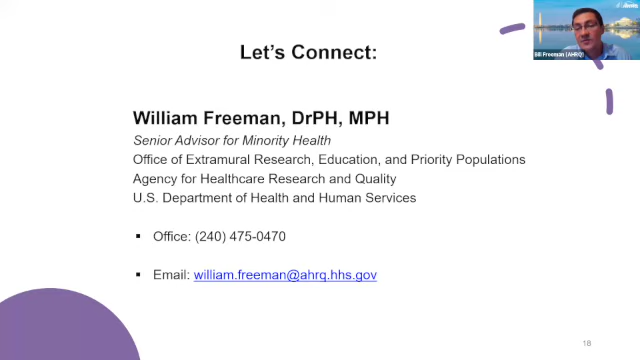 Let's Connect:
Bill Freeman (AHRQ)
William Freeman, DrPH, MPH
Senior Advisor for Minority Health
Office of Extramural Research, Education, and Priority Populations
Agency for Healthcare Research and Quality
U.S. Department of Health and Human Services
▪ Office: (240) 475-0470
▪ Email: william.freeman@ahrq.hhs.gov
18